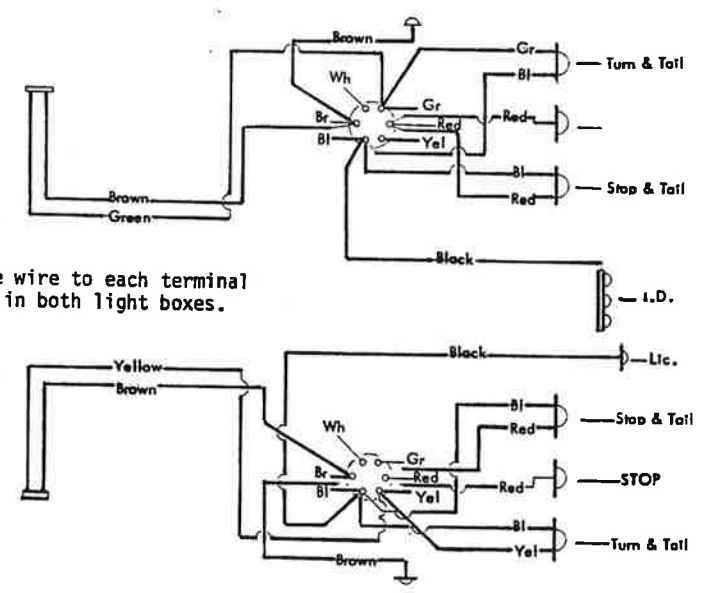 Brown
Gr
Turn & Tail
Bl
Wh
Gr
Br
Red
Red
Bl
Yel
Bl
Stop & Tail
Red
Brown
Green
Black
e wire to each terminal
in both light boxes.
I.D.
Yellow
Black
Lic.
Brown
Bl
Stop & Tail
Red
Wh
Gr
Br
Red
STOP
Bl
Yel
Red
Bl
Yel
Turn & Tail
Brown